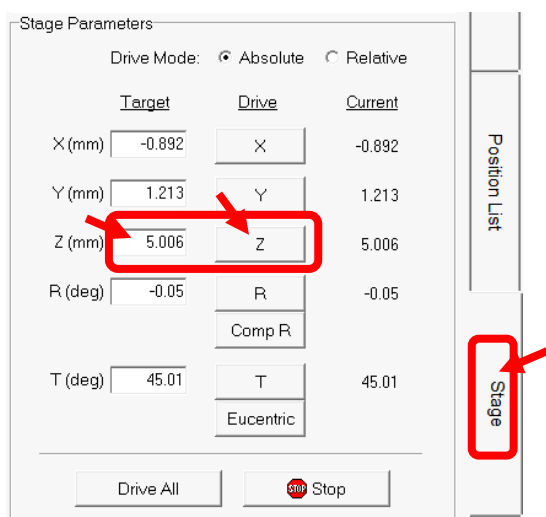 Stage Parameters
Drive Mode: Absolute Relative
Target Drive Current
X (mm) -0.892 X -0.892
Y (mm) 1.213 Y 1.213
Z (mm) 5.006 Z 5.006
R (deg) -0.05 R -0.05
Comp R
T (deg) 45.01 T 45.01
Eucentric
Drive All STOP Stop
Position List
Stage